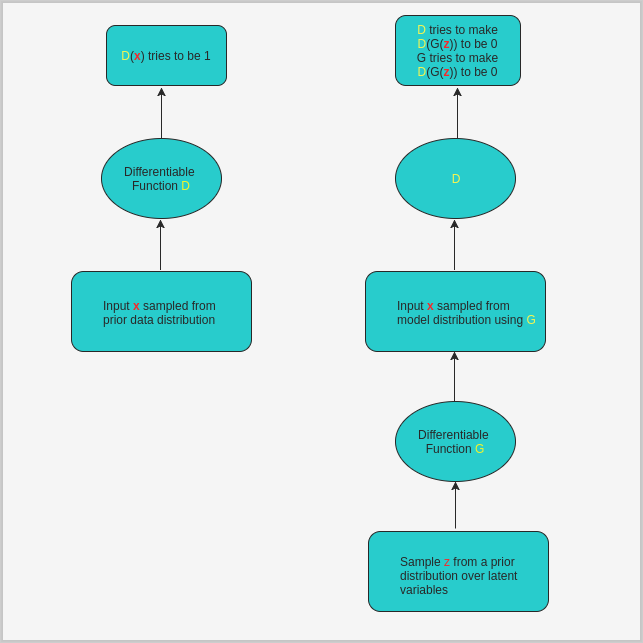 D(x) tries to be 1
Differentiable
Function D
Input x sampled from
prior data distribution
D tries to make
D(G(z)) to be 0
G tries to make
D(G(z)) to be 0
D
Input x sampled from
model distribution using G
Differentiable
Function G
Sample z from a prior
distribution over latent
variables